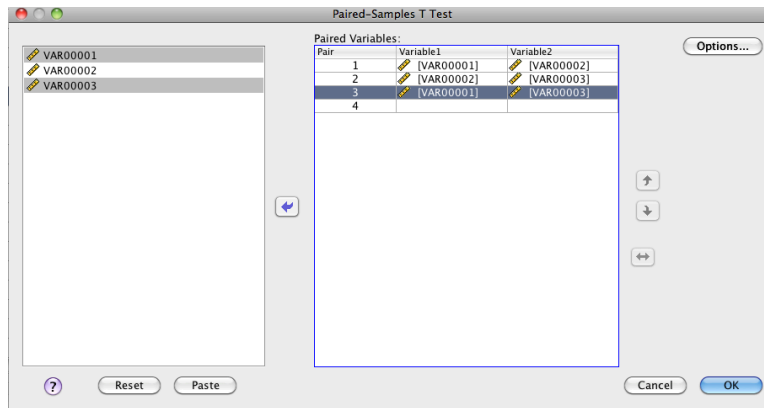 Paired-Samples T Test
Paired Variables:
Options...
VAR00001
VAR00002
VAR00003
Pair Variable1 Variable2
1 [VAR00001] [VAR00002]
2 [VAR00002] [VAR00003]
3 [VAR00001] [VAR00003]
4
? Reset Paste Cancel OK